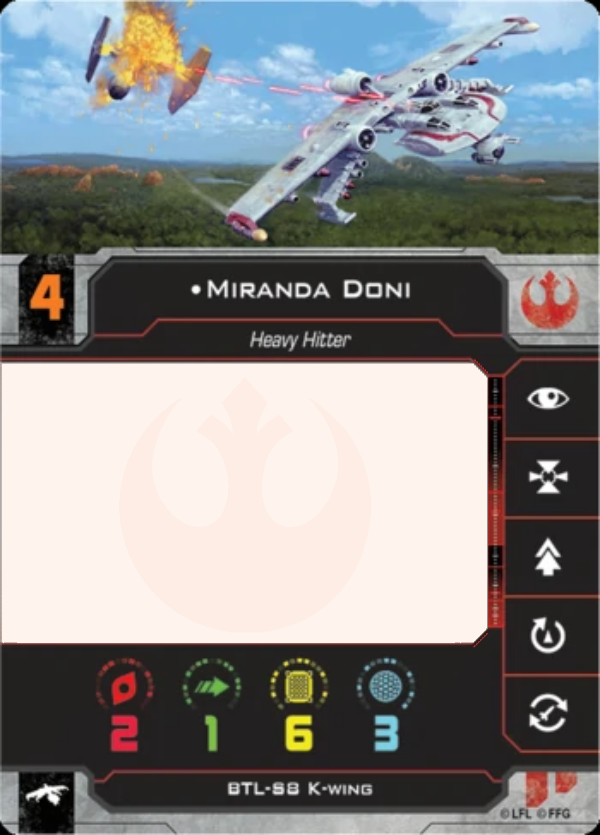 4
•Miranda Doni
Heavy Hitter
2 1 6 3
BTL-S8 K-wing
©LFL ©FFG